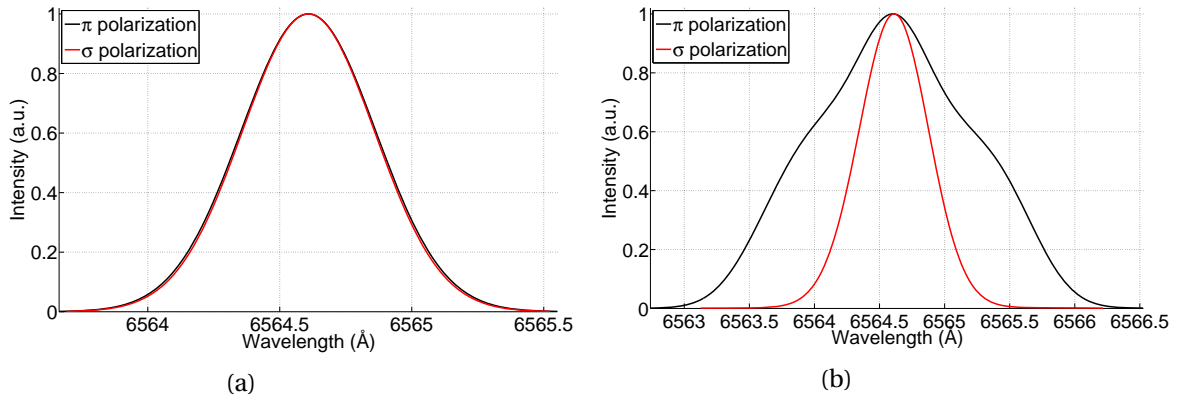 π polarization
σ polarization
Intensity (a.u.)
1
0.8
0.6
0.4
0.2
0
6564
6564.5
6565
6565.5
Wavelength (Å)
(a)
π polarization
σ polarization
Intensity (a.u.)
1
0.8
0.6
0.4
0.2
0
6563
6563.5
6564
6564.5
6565
6565.5
6566
6566.5
Wavelength (Å)
(b)